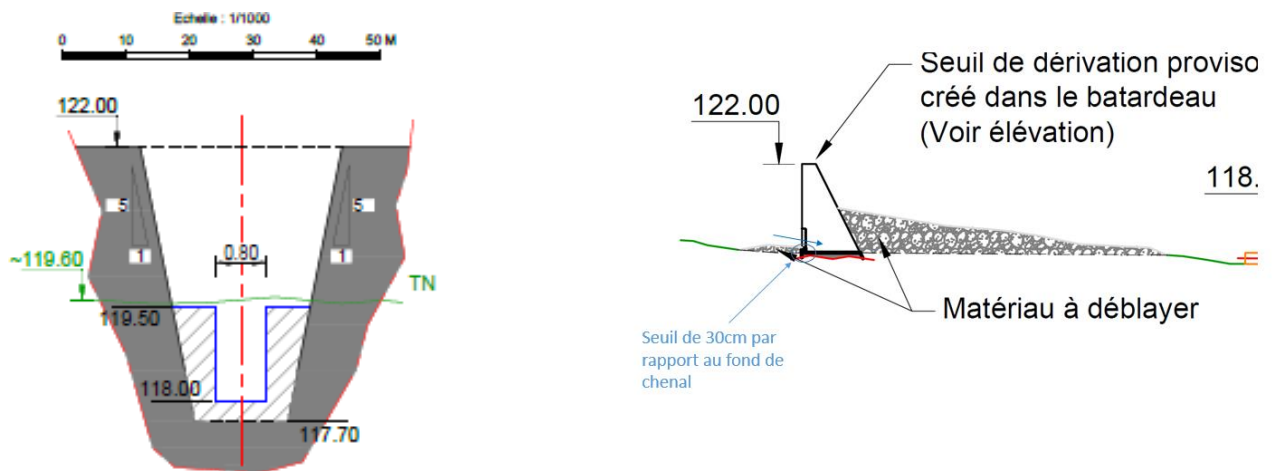 Echelle : 1/1000
0 10 20 30 40 50 M
122.00
5
5
1
1
0.80
~119.60
TN
119.50
118.00
117.70
Seuil de dérivation proviso
créé dans le batardeau
(Voir élévation)
122.00
118.
Matériau à déblayer
Seuil de 30cm par
rapport au fond de
chenal